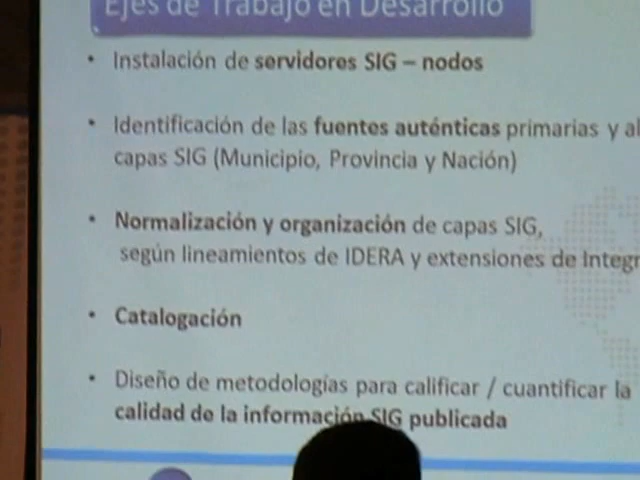 Ejes de Trabajo en Desarrollo
• Instalación de servidores SIG – nodos
• Identificación de las fuentes auténticas primarias y
capas SIG (Municipio, Provincia y Nación)
• Normalización y organización de capas SIG,
según lineamientos de IDERA y extensiones de
• Catalogación
• Diseño de metodologías para calificar / cuantificar la
calidad de la información SIG publicada